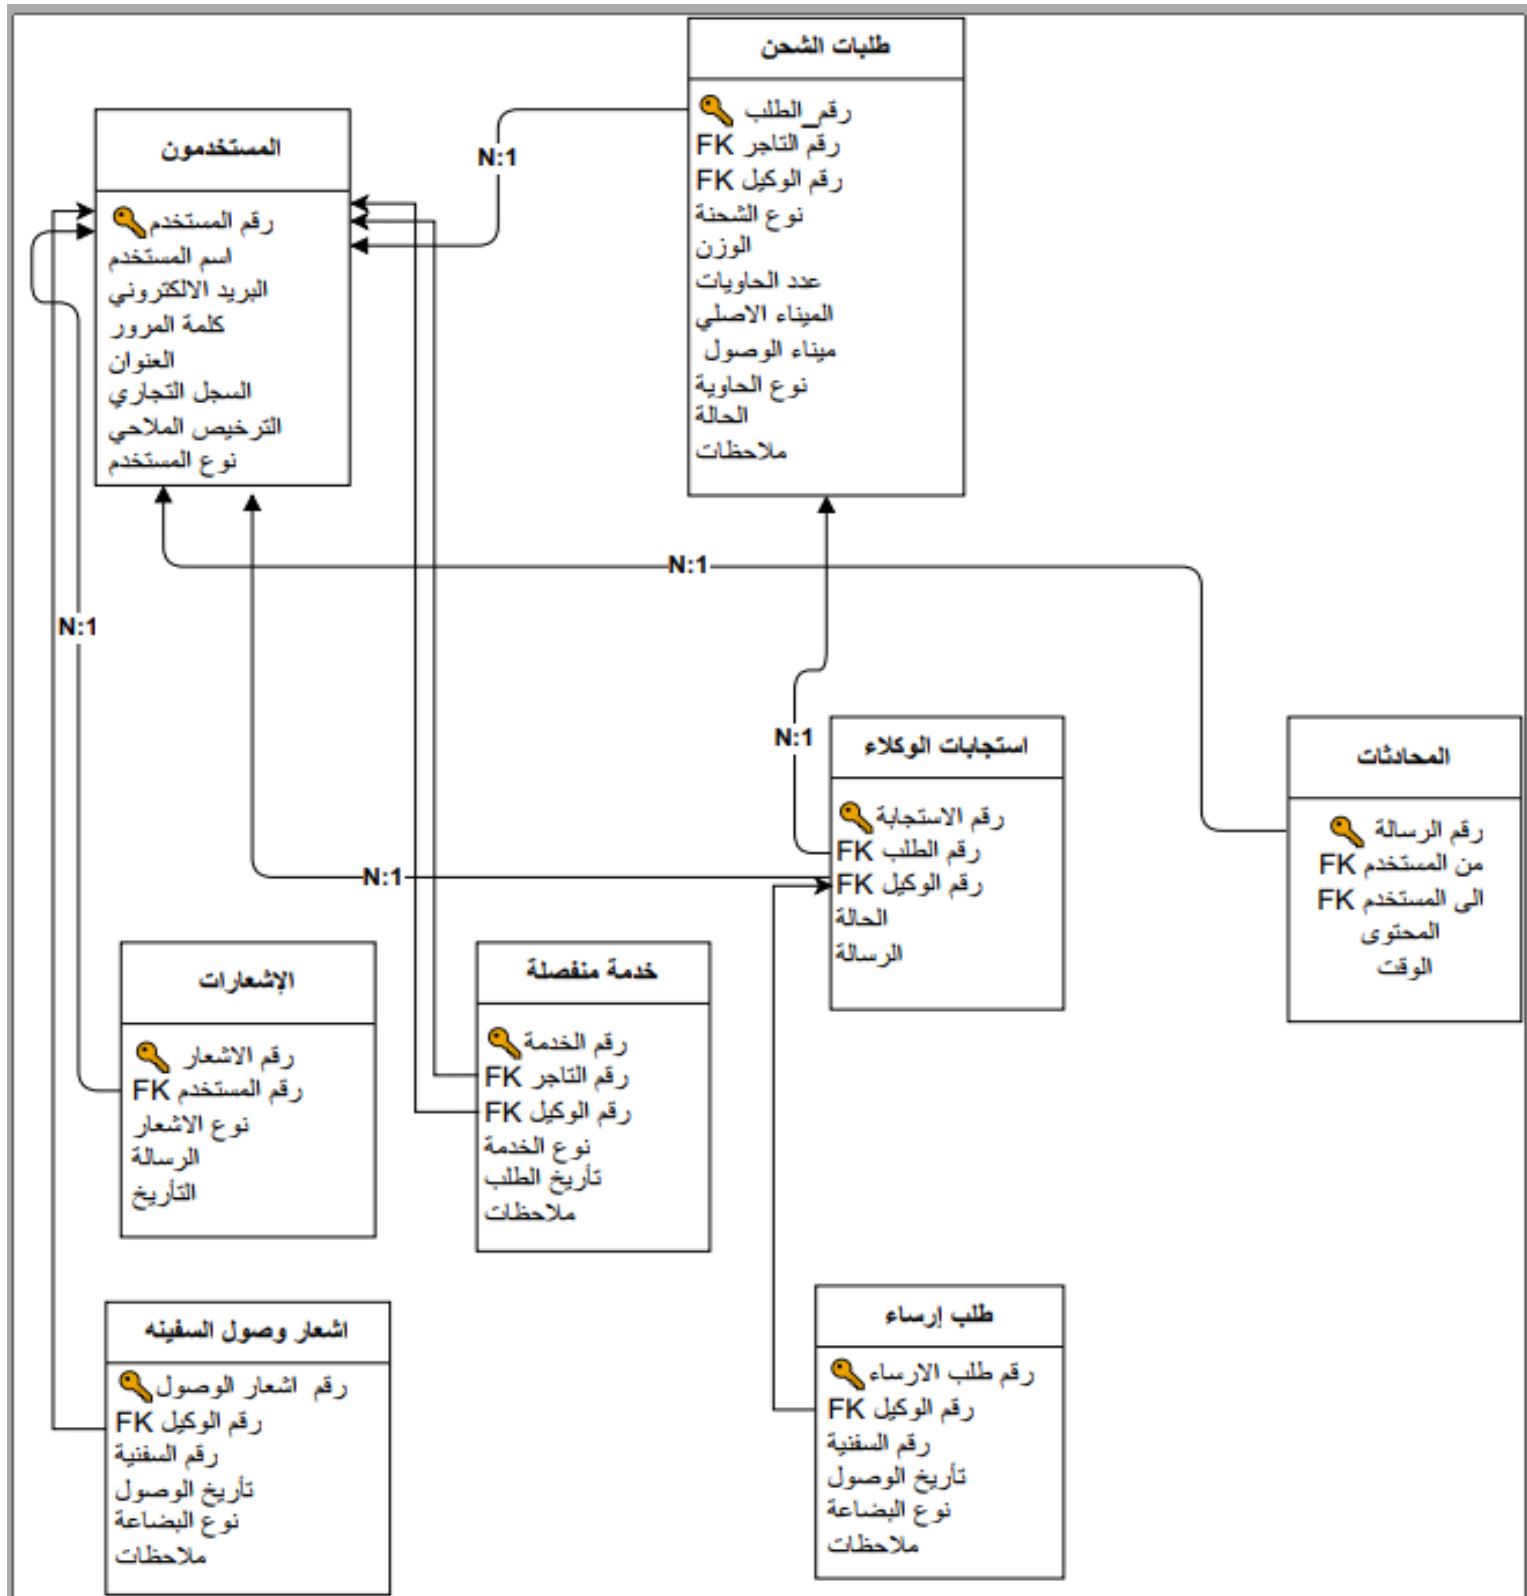 طلبات الشحن
رقم_الطلب
رقم التاجر FK
رقم الوكيل FK
نوع الشحنة
الوزن
عدد الحاويات
الميناء الاصلي
ميناء الوصول
نوع الحاوية
الحالة
ملاحظات
المستخدمون
رقم المستخدم
اسم المستخدم
البريد الالكتروني
كلمة المرور
العنوان
السجل التجاري
الترخيص الملاحي
نوع المستخدم
N:1
N:1
N:1
N:1
N:1
استجابات الوكلاء
رقم الاستجابة
رقم الطلب FK
رقم الوكيل FK
الحالة
الرسالة
المحادثات
رقم الرسالة
من المستخدم FK
الى المستخدم FK
المحتوى
الوقت
الإشعارات
رقم الاشعار
رقم المستخدم FK
نوع الاشعار
الرسالة
التأريخ
خدمة منفصلة
رقم الخدمة
رقم التاجر FK
رقم الوكيل FK
نوع الخدمة
تأريخ الطلب
ملاحظات
اشعار وصول السفينه
رقم اشعار الوصول
رقم الوكيل FK
رقم السفنية
تأريخ الوصول
نوع البضاعة
ملاحظات
طلب إرساء
رقم طلب الارساء
رقم الوكيل FK
رقم السفنية
تأريخ الوصول
نوع البضاعة
ملاحظات